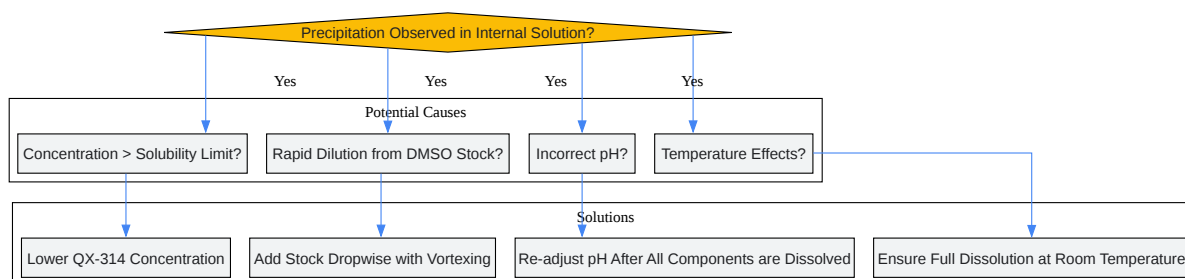 Precipitation Observed in Internal Solution?
Yes
Yes
Yes
Yes
Potential Causes
Concentration > Solubility Limit?
Rapid Dilution from DMSO Stock?
Incorrect pH?
Temperature Effects?
Solutions
Lower QX-314 Concentration
Add Stock Dropwise with Vortexing
Re-adjust pH After All Components are Dissolved
Ensure Full Dissolution at Room Temperature